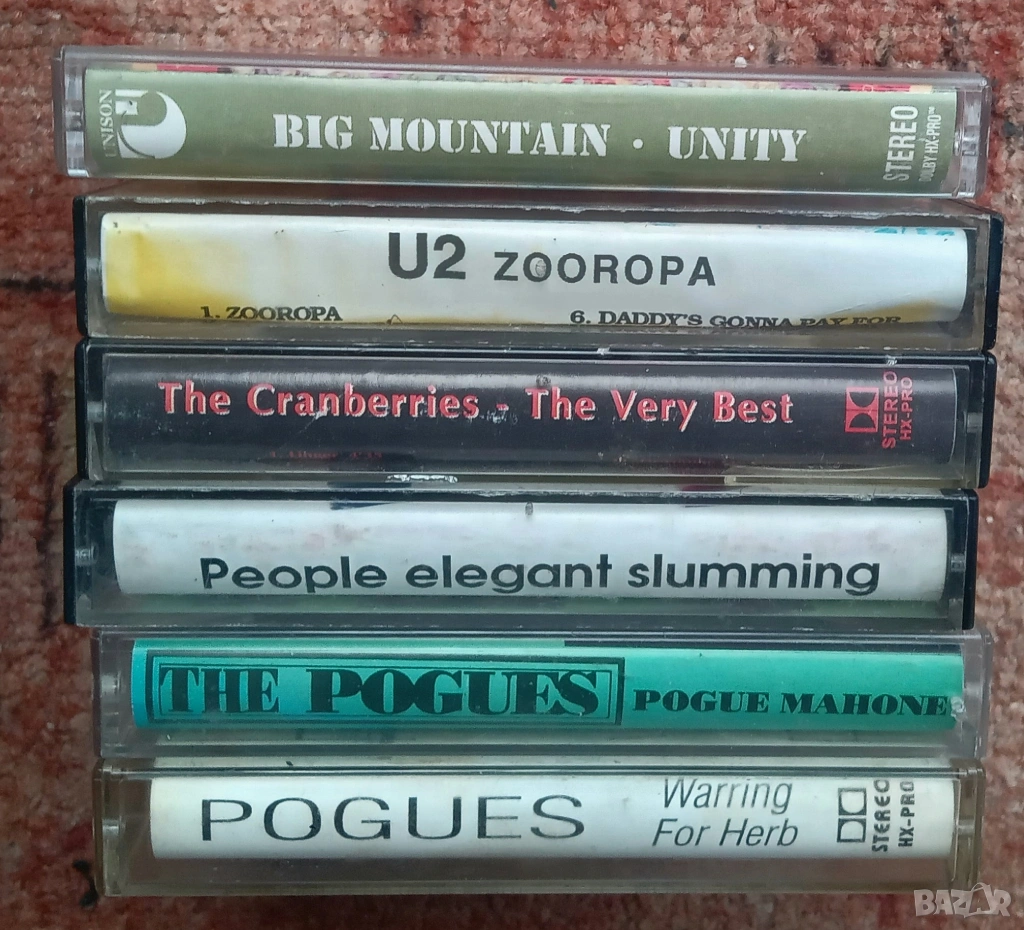 UNISON
BIG MOUNTAIN · UNITY
STEREO
DOLBY HX-PRO™
U2 ZOOROPA
1. ZOOROPA
6. DADDY'S GONNA PAY FOR
The Cranberries - The Very Best
STEREO
HX-PRO
People elegant slumming
THE POGUES
POGUE MAHONE
POGUES
Warring
For Herb
STEREO
HX-PRO
BAZAR